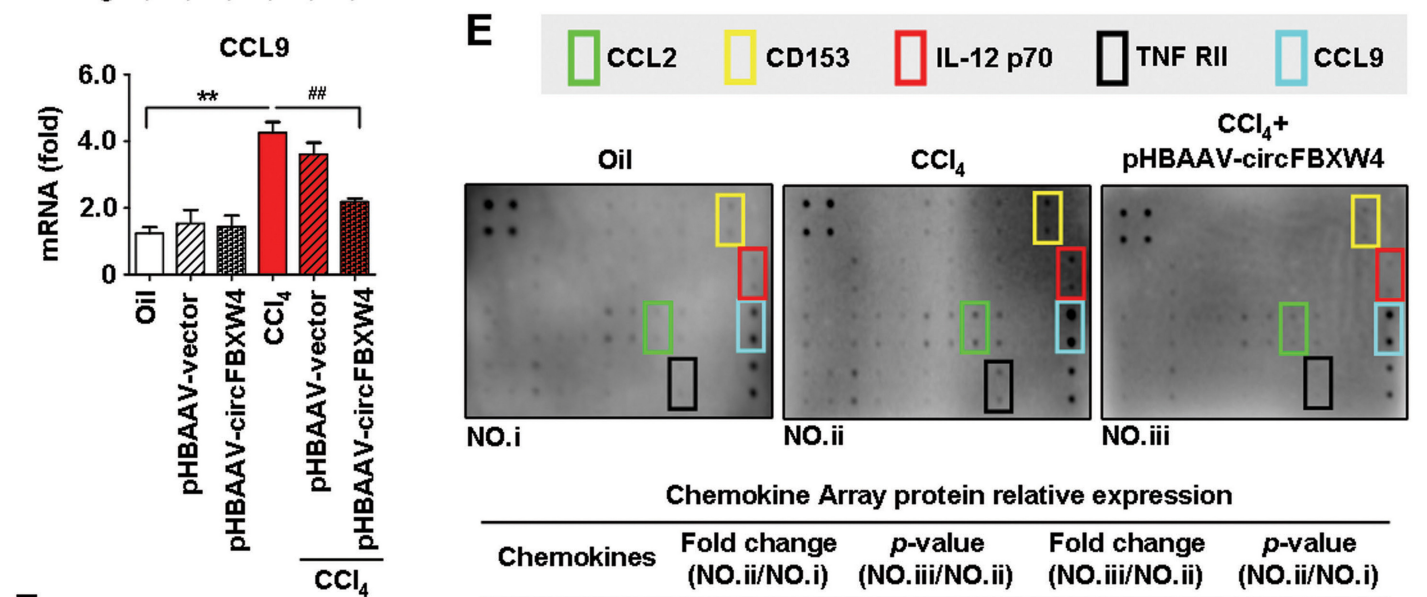 CCL9
6.0
4.0
2.0
0
mRNA (fold)
**
##
Oil
pHBAAV-vector
pHBAAV-circFBXW4
CCl4
pHBAAV-vector
pHBAAV-circFBXW4
CCl4
E
CCL2
CD153
IL-12 p70
TNF RII
CCL9
Oil
CCl4
CCl4+
pHBAAV-circFBXW4
NO.i
NO.ii
NO.iii
Chemokine Array protein relative expression
Chemokines
Fold change
(NO.ii/NO.i)
p-value
(NO.iii/NO.ii)
Fold change
(NO.iii/NO.ii)
p-value
(NO.ii/NO.i)